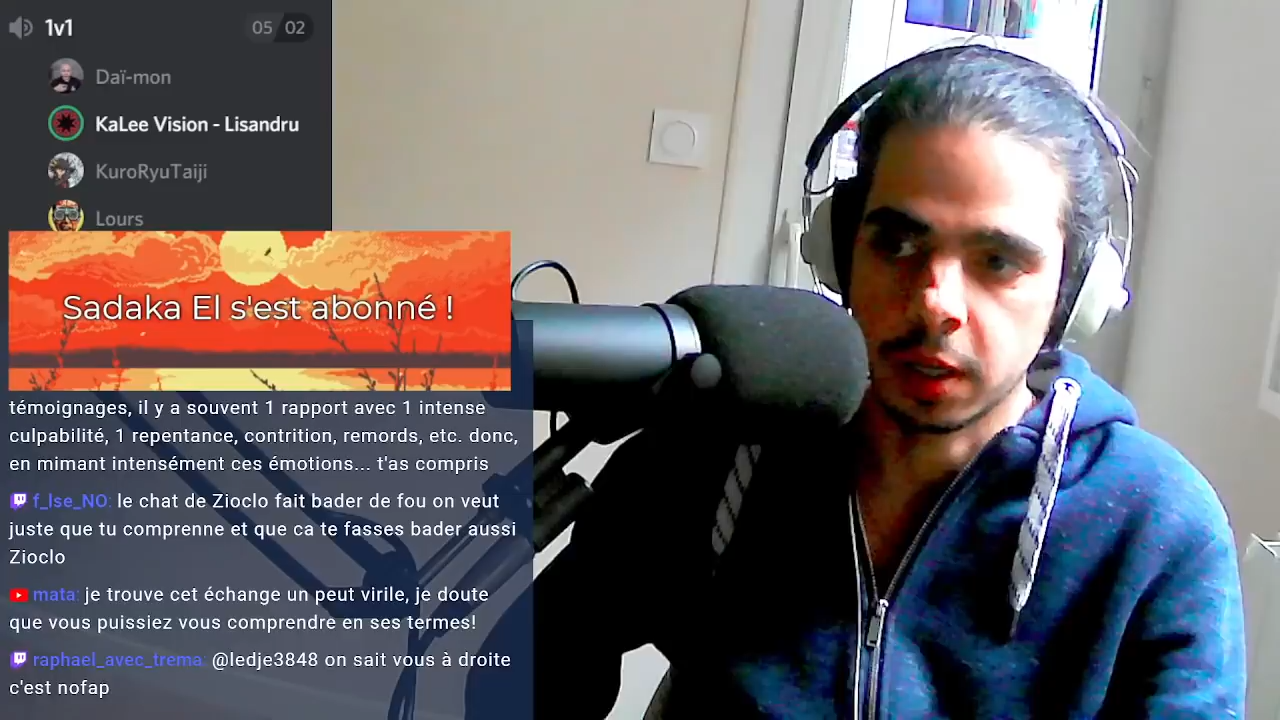 1v1
05 02
Daï-mon
KaLee Vision - Lisandru
KuroRyuTaiji
Lours
Sadaka El s'est abonné !
témoignages, il y a souvent 1 rapport avec 1 intense
culpabilité, 1 repentance, contrition, remords, etc. donc,
en mimant intensément ces émotions... t'as compris
f_lse_NO: le chat de Zioclo fait bader de fou on veut
juste que tu comprenne et que ca te fasses bader aussi
Zioclo
mata: je trouve cet échange un peut virile, je doute
que vous puissiez vous comprendre en ses termes!
raphael_avec_trema: @ledje3848 on sait vous à droite
c'est nofap